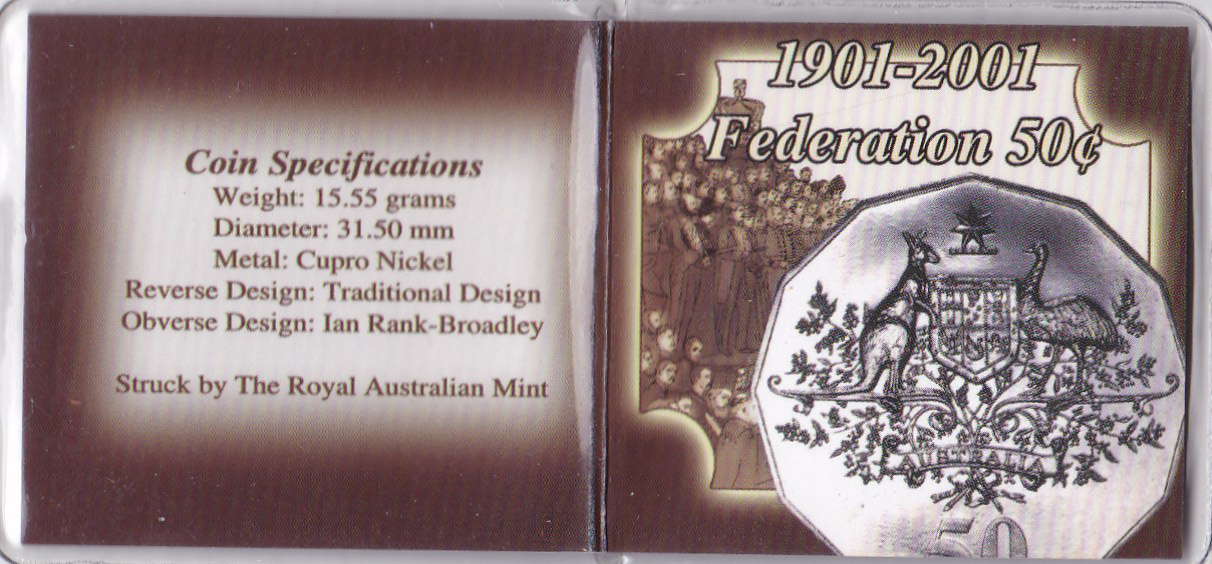 Coin Specifications
Weight: 15.55 grams
Diameter: 31.50 mm
Metal: Cupro Nickel
Reverse Design: Traditional Design
Obverse Design: Ian Rank-Broadley
Struck by The Royal Australian Mint
1901-2001
Federation 50¢
AUSTRALIA
50